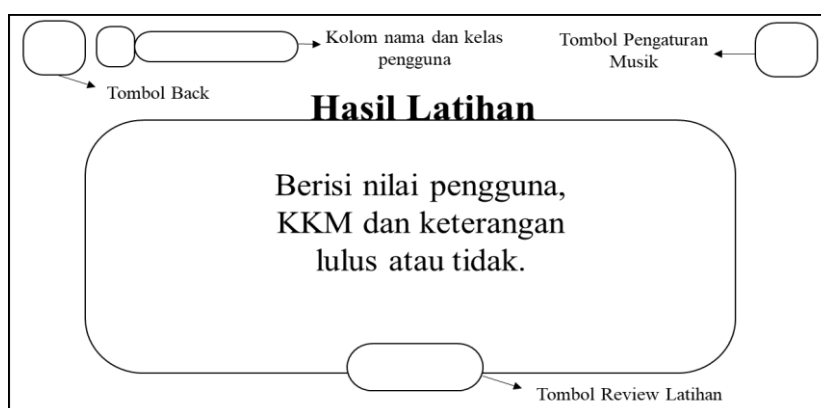 Kolom nama dan kelas
pengguna
Tombol Pengaturan
Musik
Tombol Back
Hasil Latihan
Berisi nilai pengguna,
KKM dan keterangan
lulus atau tidak.
Tombol Review Latihan